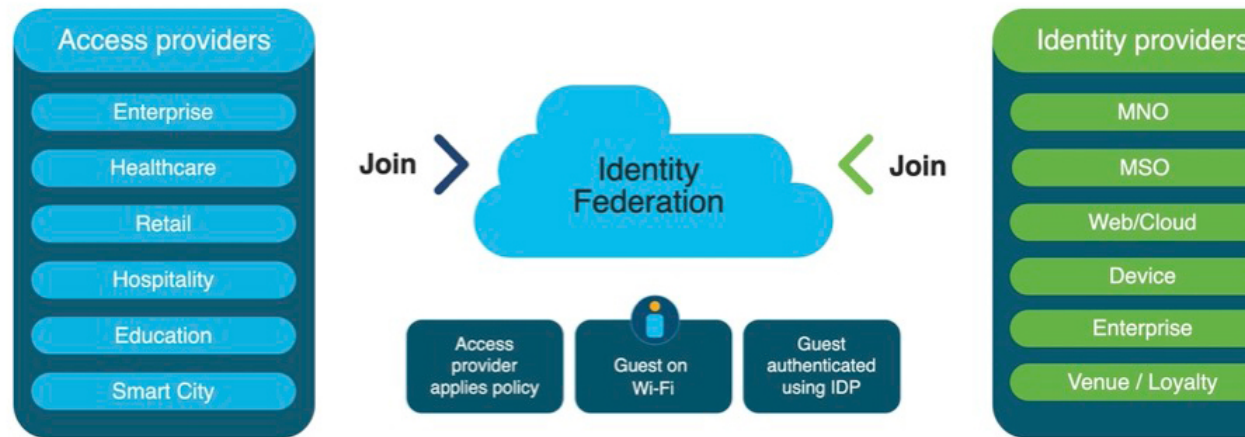 Access providers
Enterprise
Healthcare
Retail
Hospitality
Education
Smart City
Join
Identity
Federation
Join
Access
provider
applies policy
Guest on
Wi-Fi
Guest
authenticated
using IDP
Identity providers
MNO
MSO
Web/Cloud
Device
Enterprise
Venue / Loyalty